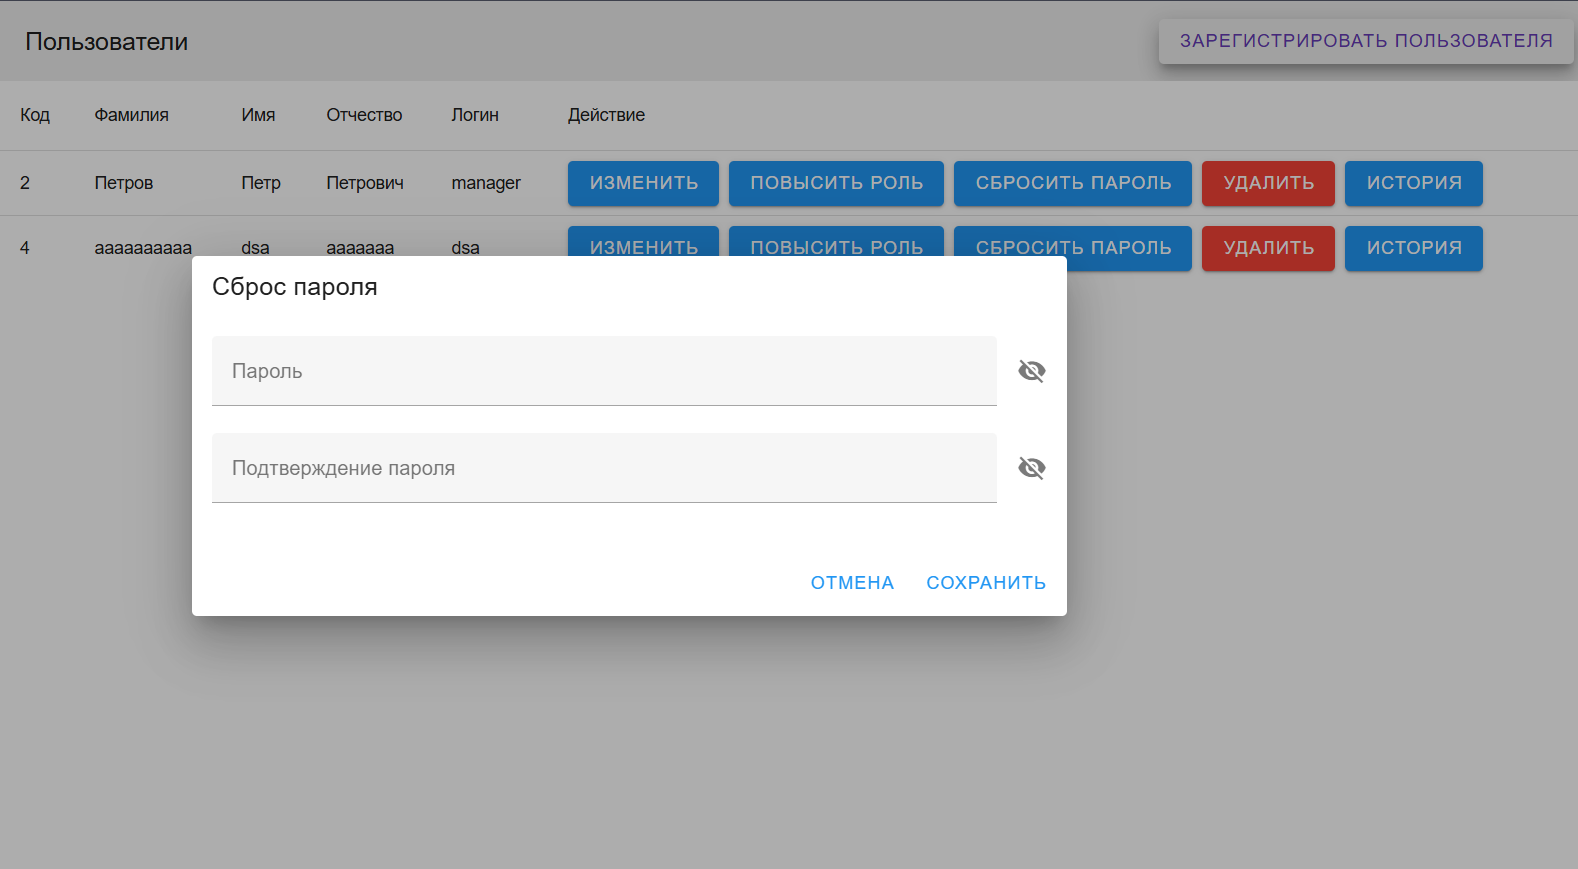 Пользователи
ЗАРЕГИСТРИРОВАТЬ ПОЛЬЗОВАТЕЛЯ
Код Фамилия Имя Отчество Логин Действие
2 Петров Петр Петрович manager ИЗМЕНИТЬ ПОВЫСИТЬ РОЛЬ СБРОСИТЬ ПАРОЛЬ УДАЛИТЬ ИСТОРИЯ
4 aaaaaaaaaa dsa aaaaaaa dsa ИЗМЕНИТЬ ПОВЫСИТЬ РОЛЬ СБРОСИТЬ ПАРОЛЬ УДАЛИТЬ ИСТОРИЯ
Сброс пароля
Пароль
Подтверждение пароля
ОТМЕНА СОХРАНИТЬ